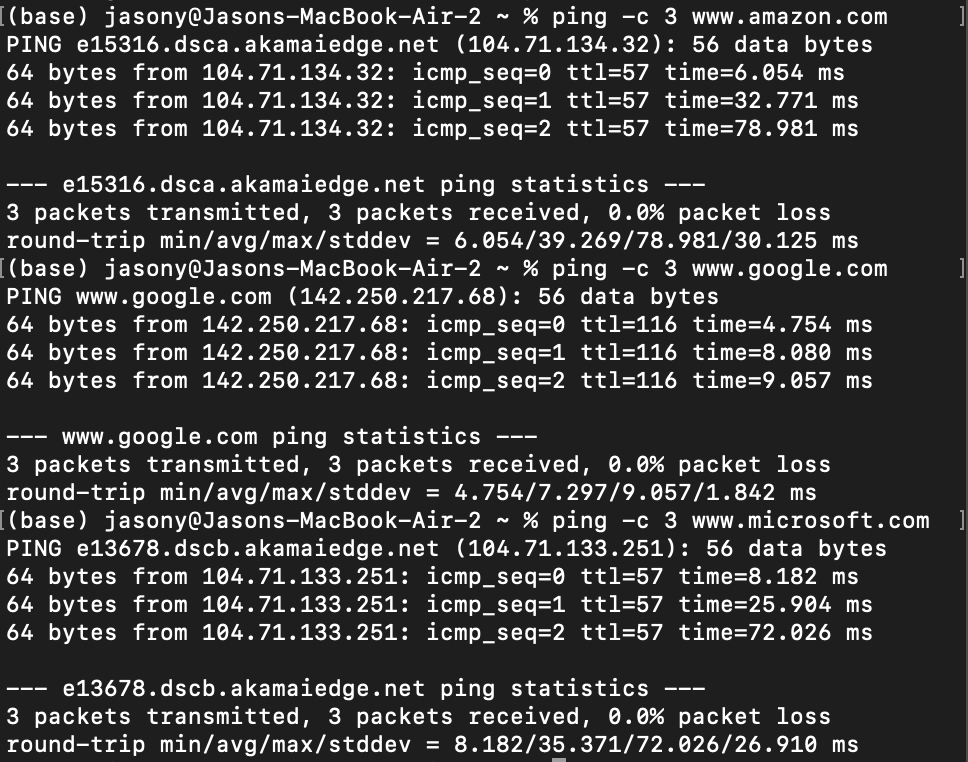 [(base) jasony@Jasons-MacBook-Air-2 ~ % ping -c 3 www.amazon.com ]
PING e15316.dsca.akamaiedge.net (104.71.134.32): 56 data bytes
64 bytes from 104.71.134.32: icmp_seq=0 ttl=57 time=6.054 ms
64 bytes from 104.71.134.32: icmp_seq=1 ttl=57 time=32.771 ms
64 bytes from 104.71.134.32: icmp_seq=2 ttl=57 time=78.981 ms

--- e15316.dsca.akamaiedge.net ping statistics ---
3 packets transmitted, 3 packets received, 0.0% packet loss
round-trip min/avg/max/stddev = 6.054/39.269/78.981/30.125 ms
[(base) jasony@Jasons-MacBook-Air-2 ~ % ping -c 3 www.google.com ]
PING www.google.com (142.250.217.68): 56 data bytes
64 bytes from 142.250.217.68: icmp_seq=0 ttl=116 time=4.754 ms
64 bytes from 142.250.217.68: icmp_seq=1 ttl=116 time=8.080 ms
64 bytes from 142.250.217.68: icmp_seq=2 ttl=116 time=9.057 ms

--- www.google.com ping statistics ---
3 packets transmitted, 3 packets received, 0.0% packet loss
round-trip min/avg/max/stddev = 4.754/7.297/9.057/1.842 ms
[(base) jasony@Jasons-MacBook-Air-2 ~ % ping -c 3 www.microsoft.com ]
PING e13678.dscb.akamaiedge.net (104.71.133.251): 56 data bytes
64 bytes from 104.71.133.251: icmp_seq=0 ttl=57 time=8.182 ms
64 bytes from 104.71.133.251: icmp_seq=1 ttl=57 time=25.904 ms
64 bytes from 104.71.133.251: icmp_seq=2 ttl=57 time=72.026 ms

--- e13678.dscb.akamaiedge.net ping statistics ---
3 packets transmitted, 3 packets received, 0.0% packet loss
round-trip min/avg/max/stddev = 8.182/35.371/72.026/26.910 ms